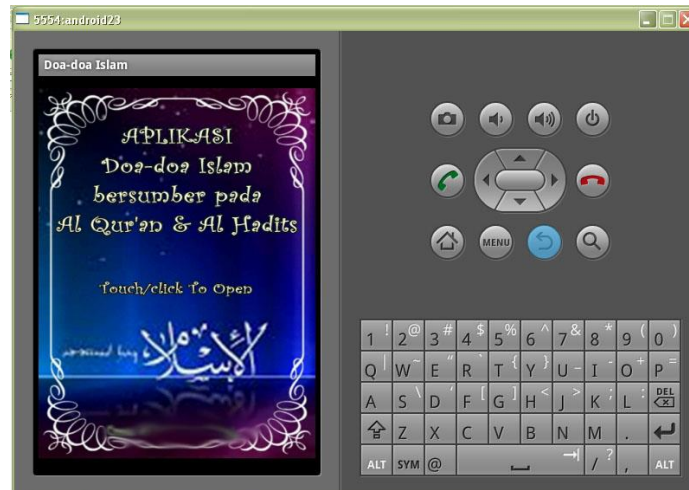 5554:android23
Doa-doa Islam
APLIKASI
Doa-doa Islam
bersumber pada
Al Qur'an & Al Hadits
Touch/click To Open
الإسلام
MENU
1 ! 2 @ 3 # 4 $ 5 % 6 ^ 7 & 8 * 9 ( 0 )
Q | W ~ E " R ` T { Y } U _ I - O + P =
A S \ D ' F [ G ] H < J > K ; L : DEL
Z X C V B N M .
ALT SYM @ / ? , ALT